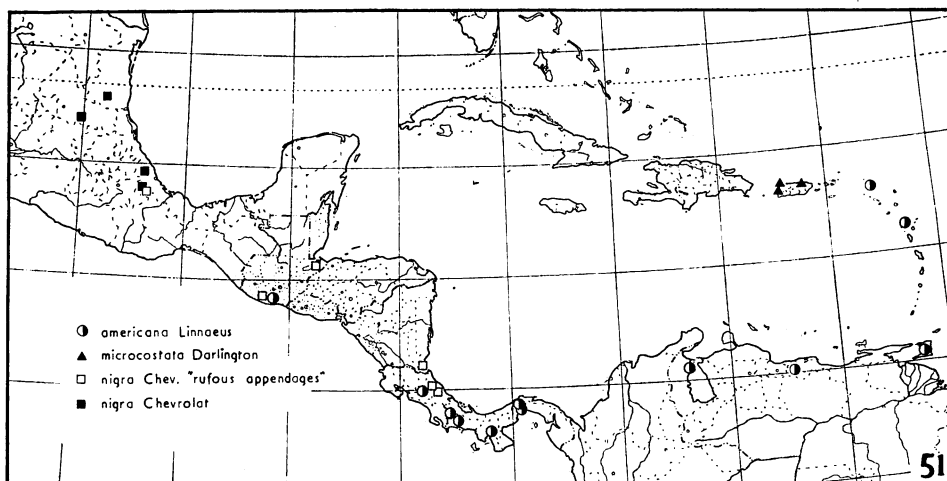 americana Linnaeus
microcostata Darlington
nigra Chev. "rufous appendages"
nigra Chevrolat
51